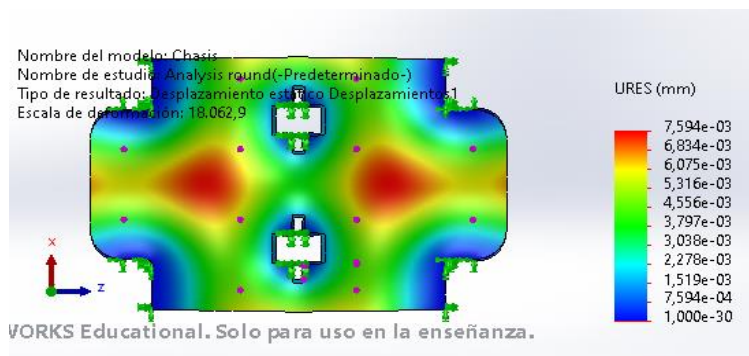 Nombre del modelo: Chasis
Nombre de estudio: Analysis round(-Predeterminado-)
Tipo de resultado: Desplazamiento estático Desplazamientos1
Escala de deformación: 18.062,9
URES (mm)
7,594e-03
6,834e-03
6,075e-03
5,316e-03
4,556e-03
3,797e-03
3,038e-03
2,278e-03
1,519e-03
7,594e-04
1,000e-30
x
z
WORKS Educational. Solo para uso en la enseñanza.